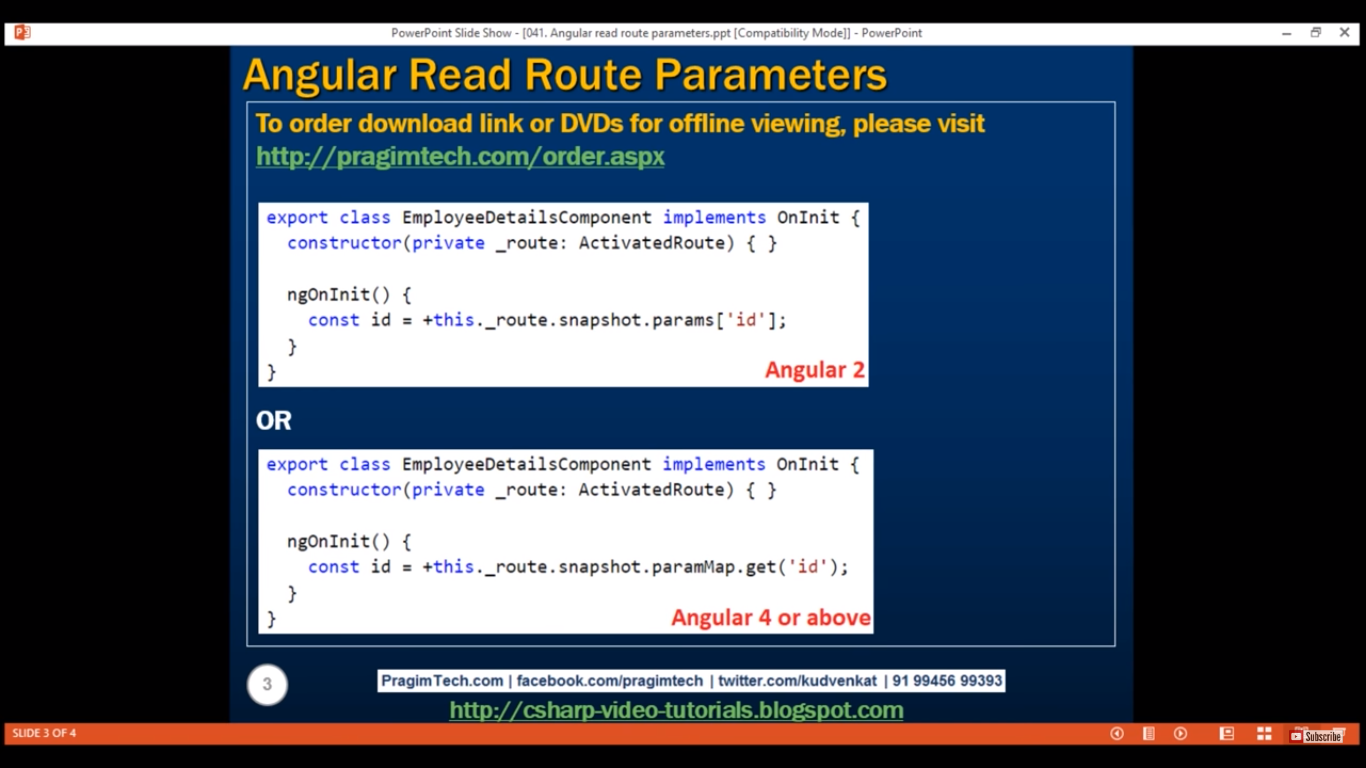 PowerPoint Slide Show - [041. Angular read route parameters.ppt [Compatibility Mode]] - PowerPoint
Angular Read Route Parameters
To order download link or DVDs for offline viewing, please visit
http://pragimtech.com/order.aspx
export class EmployeeDetailsComponent implements OnInit {
constructor(private _route: ActivatedRoute) { }
ngOnInit() {
const id = +this._route.snapshot.params['id'];
}
}
Angular 2
OR
export class EmployeeDetailsComponent implements OnInit {
constructor(private _route: ActivatedRoute) { }
ngOnInit() {
const id = +this._route.snapshot.paramMap.get('id');
}
}
Angular 4 or above
3
PragimTech.com | facebook.com/pragimtech | twitter.com/kudvenkat | 91 99456 99393
http://csharp-video-tutorials.blogspot.com
SLIDE 3 OF 4
Subscribe